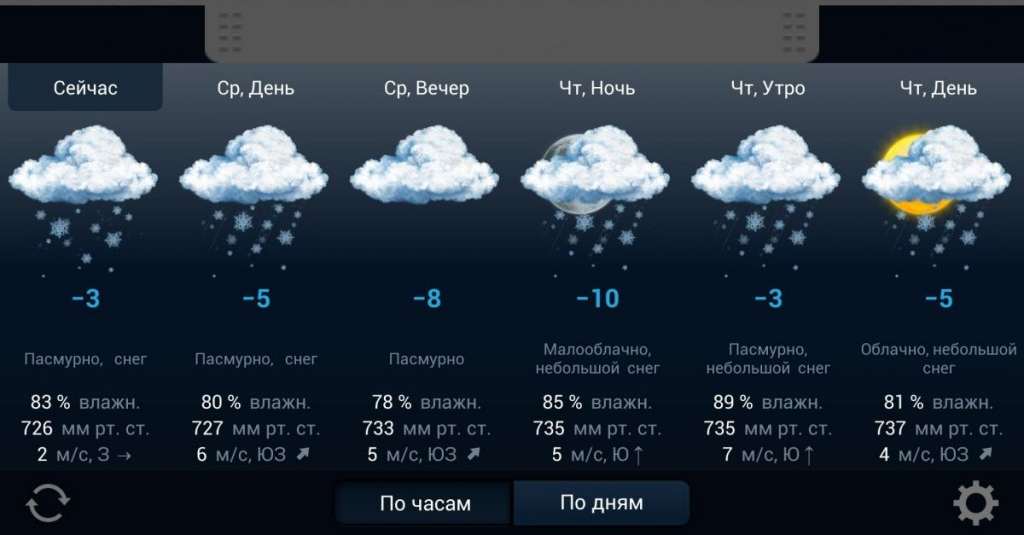 Сейчас
Ср, День
Ср, Вечер
Чт, Ночь
Чт, Утро
Чт, День
-3
-5
-8
-10
-3
-5
Пасмурно, снег
Пасмурно, снег
Пасмурно
Малооблачно,
небольшой снег
Пасмурно,
небольшой снег
Облачно, небольшой
снег
83 % влажн.
80 % влажн.
78 % влажн.
85 % влажн.
89 % влажн.
81 % влажн.
726 мм рт. ст.
727 мм рт. ст.
733 мм рт. ст.
735 мм рт. ст.
735 мм рт. ст.
737 мм рт. ст.
2 м/с, З →
6 м/с, ЮЗ ⬈
5 м/с, ЮЗ ⬈
5 м/с, Ю ↑
7 м/с, Ю ↑
4 м/с, ЮЗ ⬈
По часам
По дням